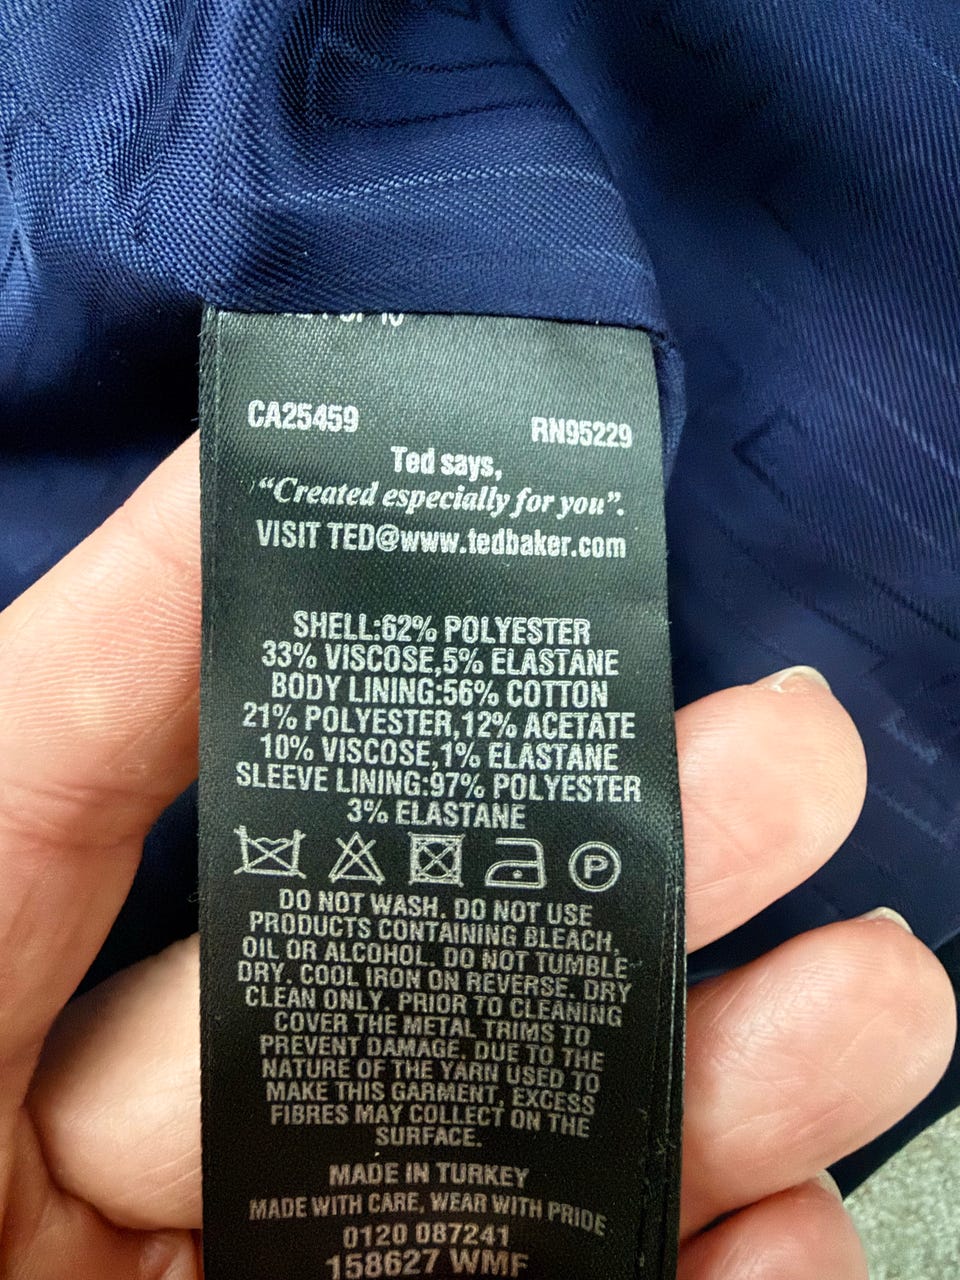 CA25459 RN95229
Ted says,
“Created especially for you”.
VISIT TED@www.tedbaker.com
SHELL:62% POLYESTER
33% VISCOSE,5% ELASTANE
BODY LINING:56% COTTON
21% POLYESTER,12% ACETATE
10% VISCOSE,1% ELASTANE
SLEEVE LINING:97% POLYESTER
3% ELASTANE
P
DO NOT WASH. DO NOT USE
PRODUCTS CONTAINING BLEACH,
OIL OR ALCOHOL. DO NOT TUMBLE
DRY. COOL IRON ON REVERSE. DRY
CLEAN ONLY. PRIOR TO CLEANING
COVER THE METAL TRIMS TO
PREVENT DAMAGE. DUE TO THE
NATURE OF THE YARN USED TO
MAKE THIS GARMENT, EXCESS
FIBRES MAY COLLECT ON THE
SURFACE.
MADE IN TURKEY
MADE WITH CARE, WEAR WITH PRIDE
0120 087241
158627 WMF